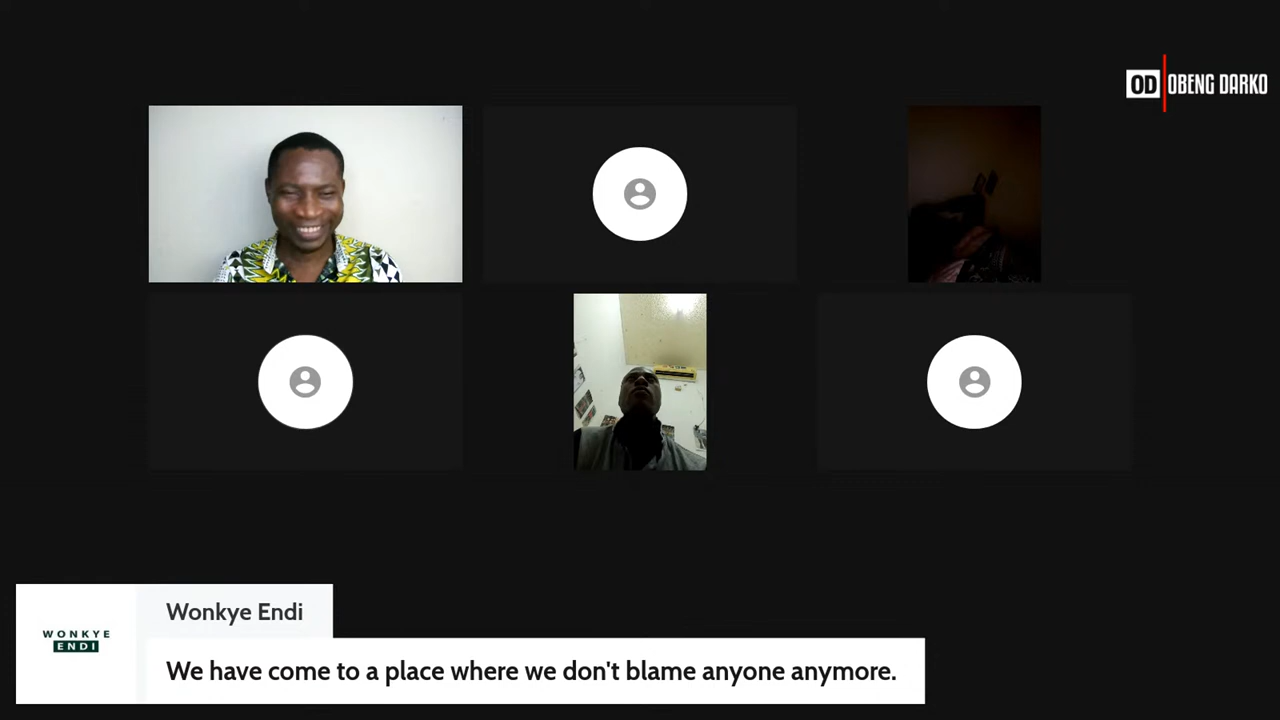 OD OBENG DARKO
WONKYE
ENDI
Wonkye Endi
We have come to a place where we don't blame anyone anymore.